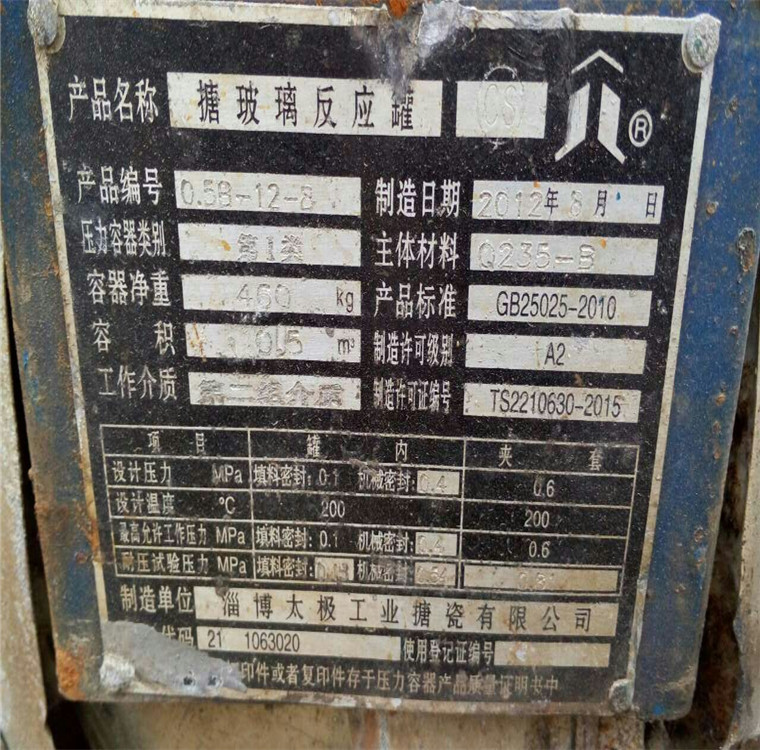 产品名称 搪玻璃反应罐 CS ®
产品编号 0.5B-12-8 制造日期 2012年8月 日
压力容器类别 第1类 主体材料 Q235-B
容器净重 460 kg 产品标准 GB25025-2010
容积 0.5 m³ 制造许可级别 A2
工作介质 第二组介质 制造许可证编号 TS2210630-2015
项目 罐内 夹套
设计压力 MPa 填料密封:0.1 机械密封:0.4 0.6
设计温度 ℃ 200 200
最高允许工作压力 MPa 填料密封:0.1 机械密封:0.4 0.6
耐压试验压力 MPa 填料密封: 机械密封:
制造单位 淄博太极工业搪瓷有限公司
代码 21 1063020 使用登记证编号
印件或者复印件存于压力容器产品质量证明书中